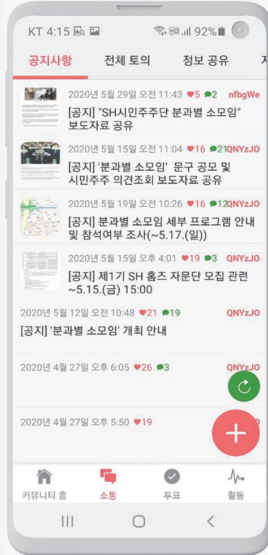 KT 4:15 92%
공지사항 전체 토의 정보 공유
2020년 5월 29일 오전 11:43 5 2 nfbgWe
[공지] "SH시민주주단 분과별 소모임"
보도자료 공유
2020년 5월 15일 오전 11:04 16 21 QNYzJO
[공지] '분과별 소모임' 문구 공모 및
시민주주 의견조회 보도자료 공유
2020년 5월 19일 오전 10:26 16 12 QNYzJO
[공지] 분과별 소모임 세부 프로그램 안내
및 참석여부 조사(~5.17.(일))
2020년 5월 15일 오후 4:01 19 3 QNYzJO
[공지] 제1기 SH 홈즈 자문단 모집 관련
~5.15.(금) 15:00
2020년 5월 12일 오전 10:48 21 19 QNYzJO
[공지] '분과별 소모임' 개최 안내
2020년 4월 27일 오후 6:05 26 3 QNYzJO
2020년 4월 27일 오후 5:50 19
커뮤니티 홈 소통 투표 활동